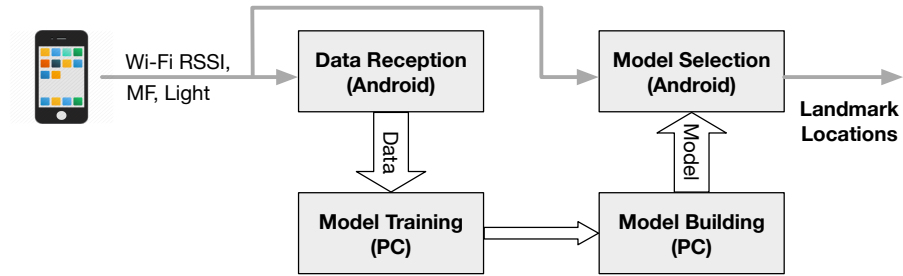 Wi-Fi RSSI,
MF, Light
Data Reception
(Android)
Model Selection
(Android)
Landmark
Locations
Data
Model
Model Training
(PC)
Model Building
(PC)